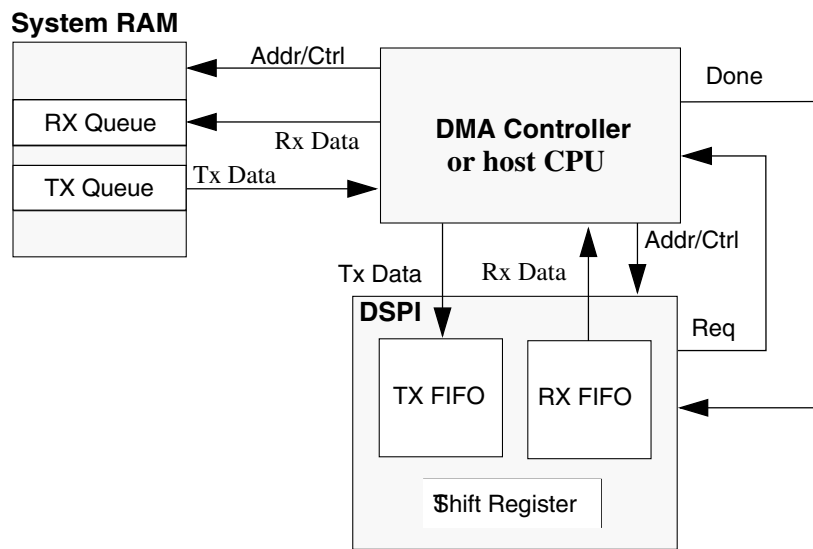 System RAM
Addr/Ctrl
Done
RX Queue
Rx Data
DMA Controller
or host CPU
TX Queue
Tx Data
Addr/Ctrl
Tx Data
Rx Data
DSPI
Req
TX FIFO
RX FIFO
Shift Register